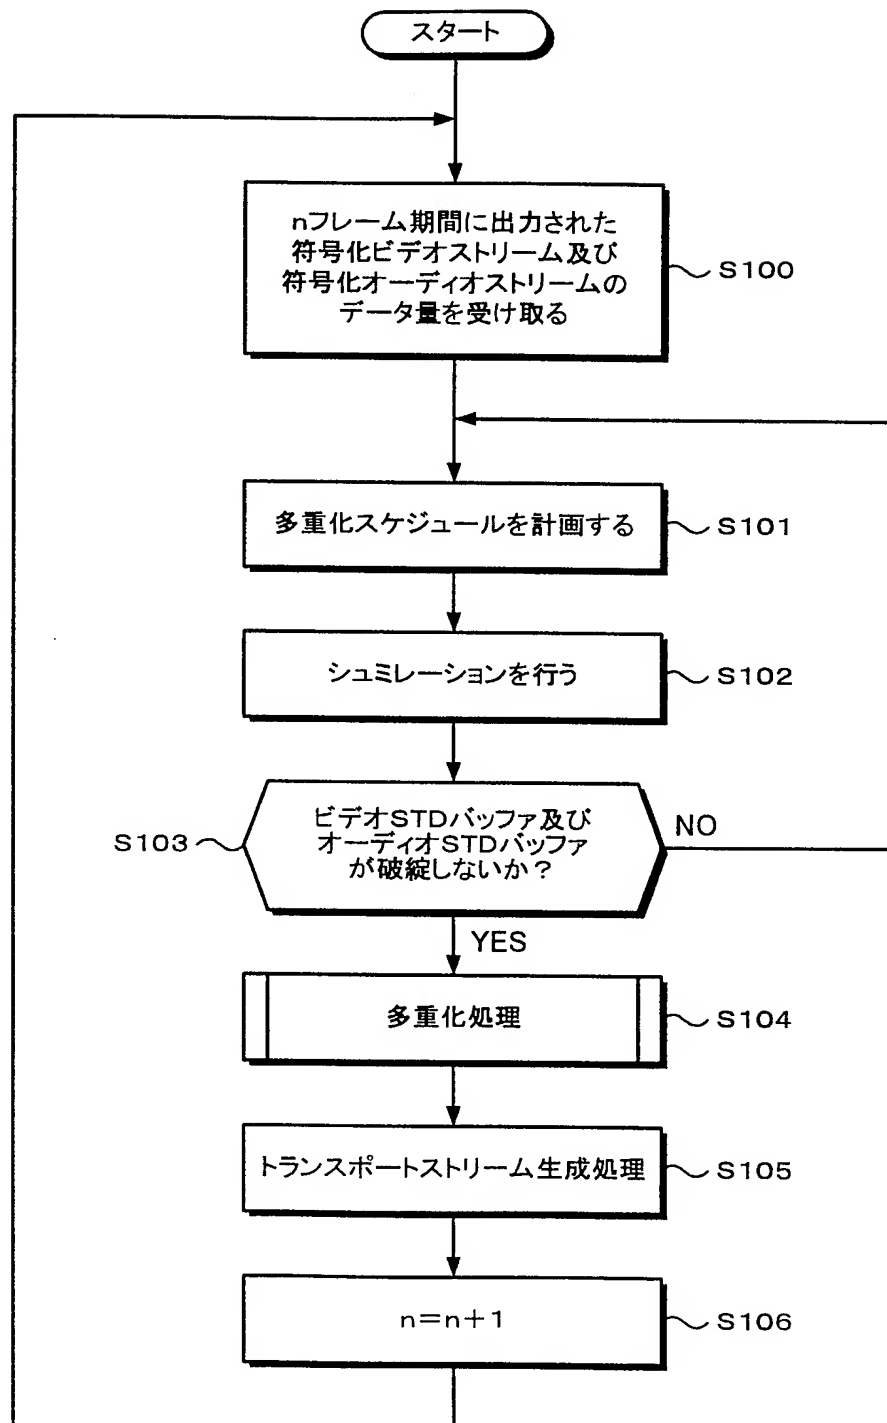 スタート
nフレーム期間に出力された
符号化ビデオストリーム及び
符号化オーディオストリームの
データ量を受け取る
S100
多重化スケジュールを計画する
S101
シュミレーションを行う
S102
ビデオSTDバッファ及び
オーディオSTDバッファ
が破綻しないか?
S103
NO
YES
多重化処理
S104
トランスポートストリーム生成処理
S105
n=n+1
S106